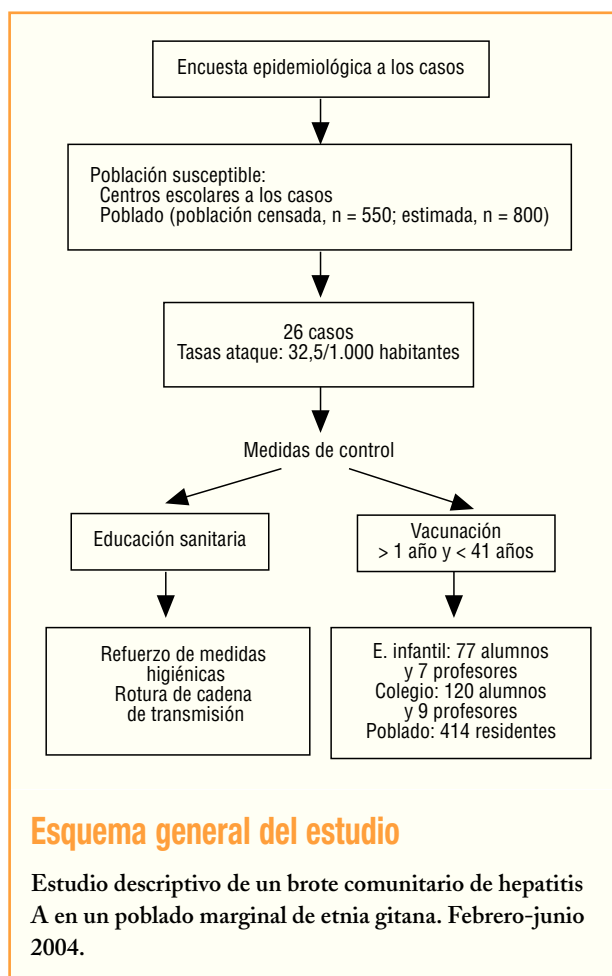 Encuesta epidemiológica a los casos
Población susceptible:
Centros escolares a los casos
Poblado (población censada, n = 550; estimada, n = 800)
26 casos
Tasas ataque: 32,5/1.000 habitantes
Medidas de control
Educación sanitaria
Vacunación
> 1 año y < 41 años
Refuerzo de medidas
higiénicas
Rotura de cadena
de transmisión
E. infantil: 77 alumnos
y 7 profesores
Colegio: 120 alumnos
y 9 profesores
Poblado: 414 residentes
Esquema general del estudio
Estudio descriptivo de un brote comunitario de hepatitis
A en un poblado marginal de etnia gitana. Febrero-junio
2004.